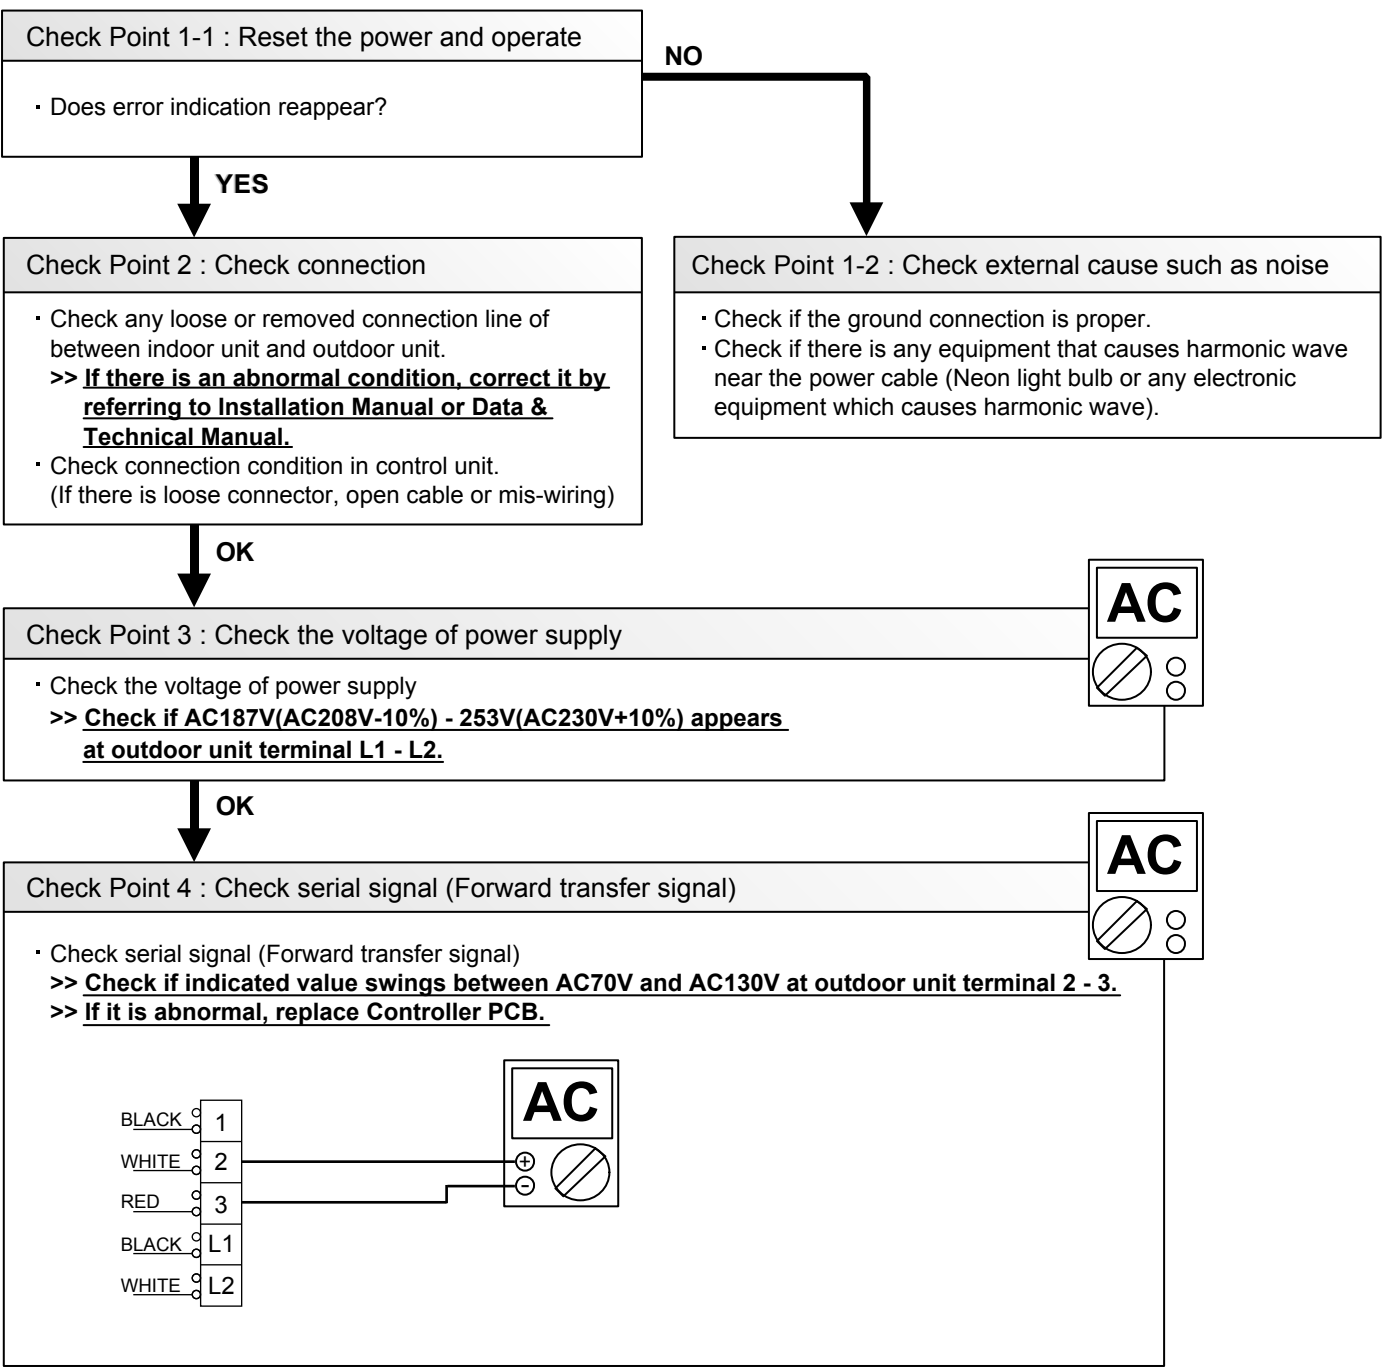 Check Point 1-1 : Reset the power and operate
・Does error indication reappear?
NO
YES
Check Point 2 : Check connection
・Check any loose or removed connection line of
between indoor unit and outdoor unit.
>> If there is an abnormal condition, correct it by
referring to Installation Manual or Data &
Technical Manual.
・Check connection condition in control unit.
(If there is loose connector, open cable or mis-wiring)
Check Point 1-2 : Check external cause such as noise
・Check if the ground connection is proper.
・Check if there is any equipment that causes harmonic wave
near the power cable (Neon light bulb or any electronic
equipment which causes harmonic wave).
OK
AC
Check Point 3 : Check the voltage of power supply
・Check the voltage of power supply
>> Check if AC187V(AC208V-10%) - 253V(AC230V+10%) appears
at outdoor unit terminal L1 - L2.
OK
AC
Check Point 4 : Check serial signal (Forward transfer signal)
・Check serial signal (Forward transfer signal)
>> Check if indicated value swings between AC70V and AC130V at outdoor unit terminal 2 - 3.
>> If it is abnormal, replace Controller PCB.
AC
BLACK 1
WHITE 2 +
RED 3 -
BLACK L1
WHITE L2